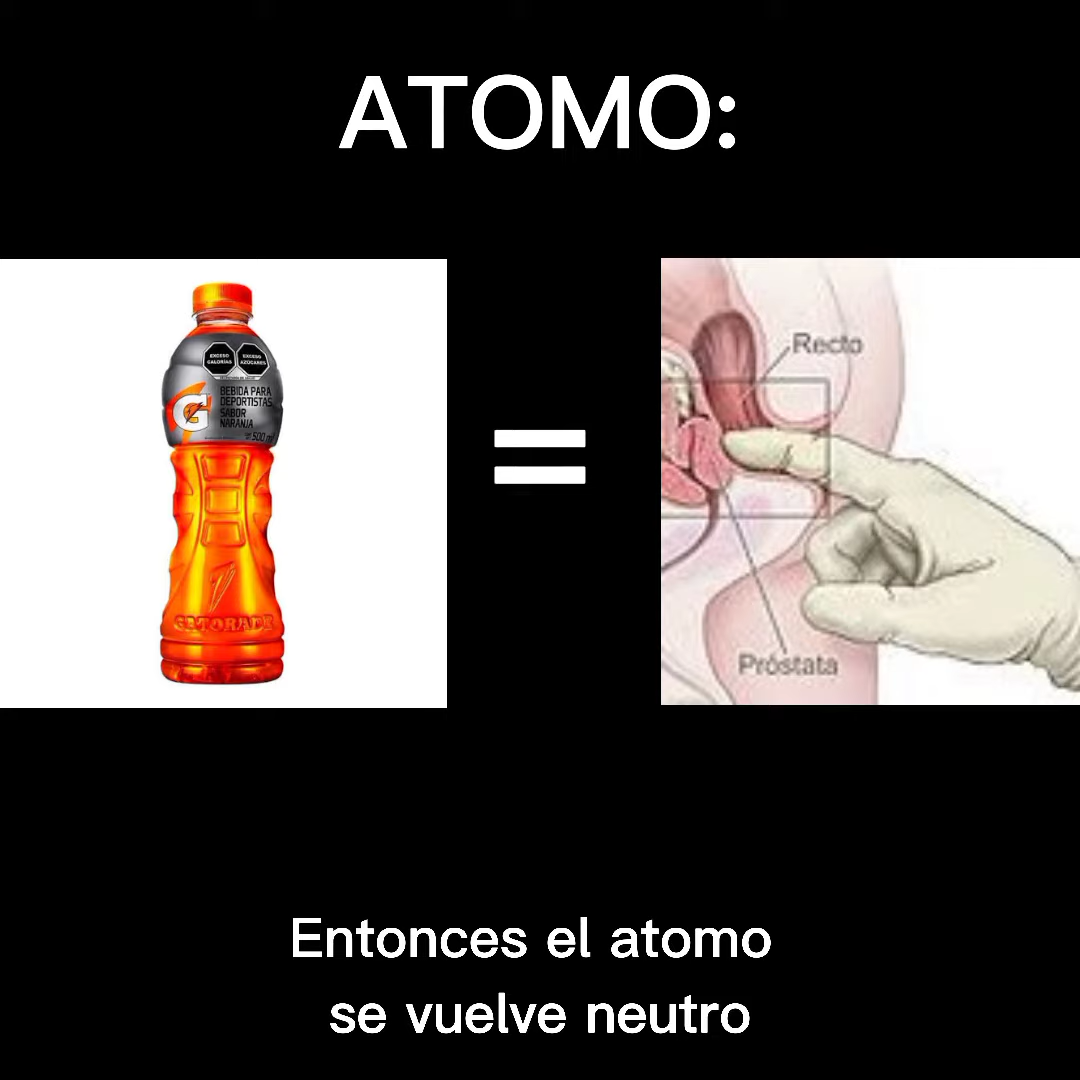 ATOMO:
EXCESO CALORÍAS
EXCESO AZÚCARES
G
BEBIDA PARA
DEPORTISTAS
SABOR
NARANJA
500 ml
GATORADE
=
Recto
Próstata
Entonces el atomo
se vuelve neutro